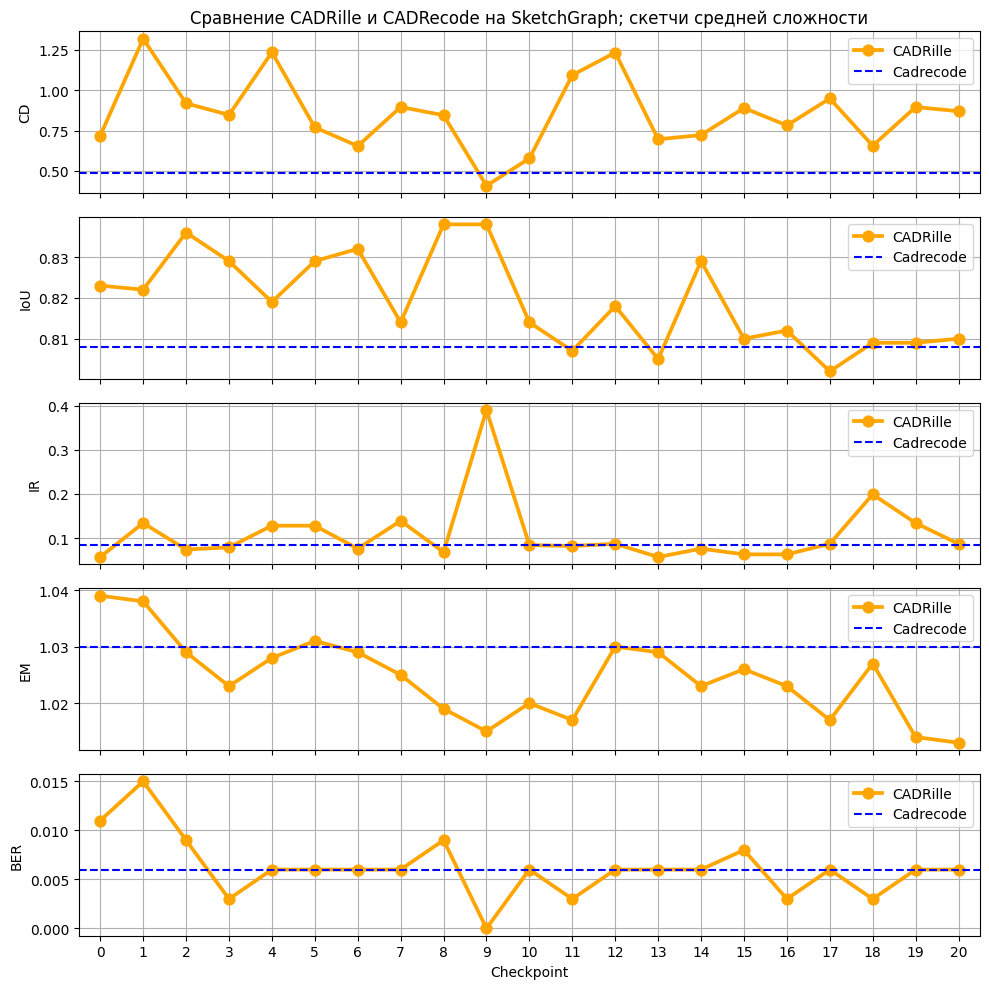 Сравнение CADRille и CADRecode на SketchGraph; скетчи средней сложности
CD
1.25
1.00
0.75
0.50
CADRille
Cadrecode
IoU
0.83
0.82
0.81
CADRille
Cadrecode
IR
0.4
0.3
0.2
0.1
CADRille
Cadrecode
EM
1.04
1.03
1.02
CADRille
Cadrecode
BER
0.015
0.010
0.005
0.000
CADRille
Cadrecode
0 1 2 3 4 5 6 7 8 9 10 11 12 13 14 15 16 17 18 19 20
Checkpoint